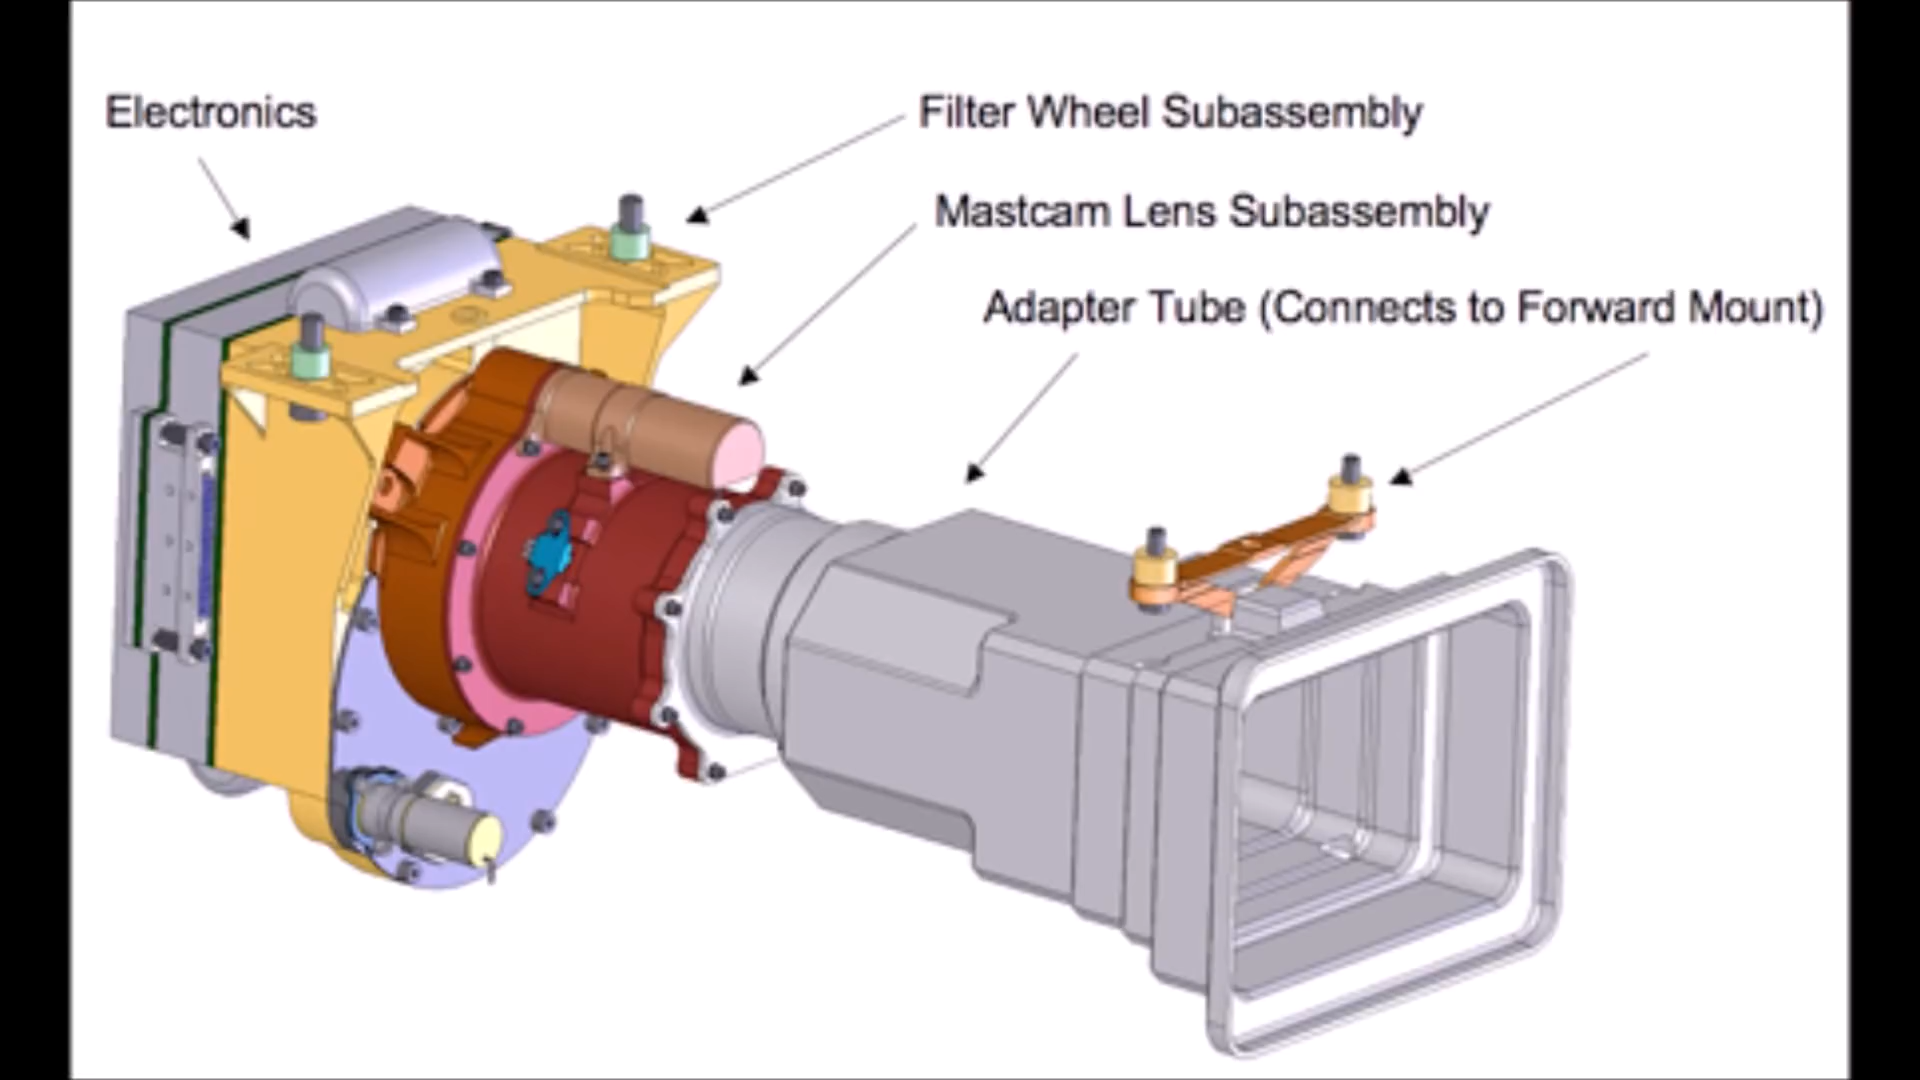 Electronics
Filter Wheel Subassembly
Mastcam Lens Subassembly
Adapter Tube (Connects to Forward Mount)